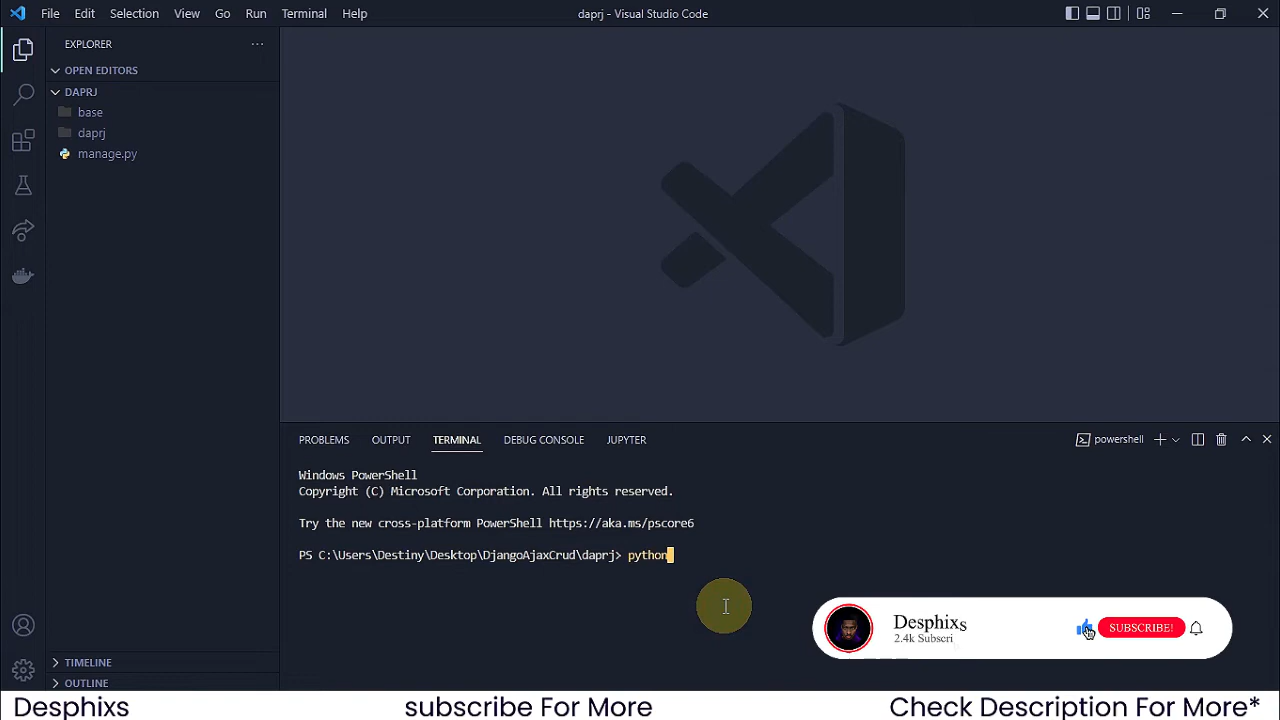 File Edit Selection View Go Run Terminal Help
daprj - Visual Studio Code
EXPLORER
OPEN EDITORS
DAPRJ
base
daprj
manage.py
PROBLEMS OUTPUT TERMINAL DEBUG CONSOLE JUPYTER
powershell
Windows PowerShell
Copyright (C) Microsoft Corporation. All rights reserved.
Try the new cross-platform PowerShell https://aka.ms/pscore6
PS C:\Users\Destiny\Desktop\DjangoAjaxCrud\daprj> python
Desphixs
2.4k Subscri
SUBSCRIBE!
TIMELINE
OUTLINE
Desphixs subscribe For More Check Description For More*